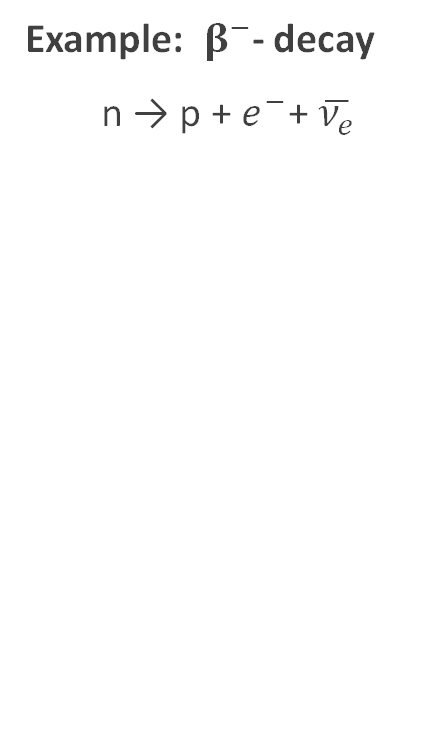 Example: β⁻- decay
n → p + e⁻ + ν̅ₑ